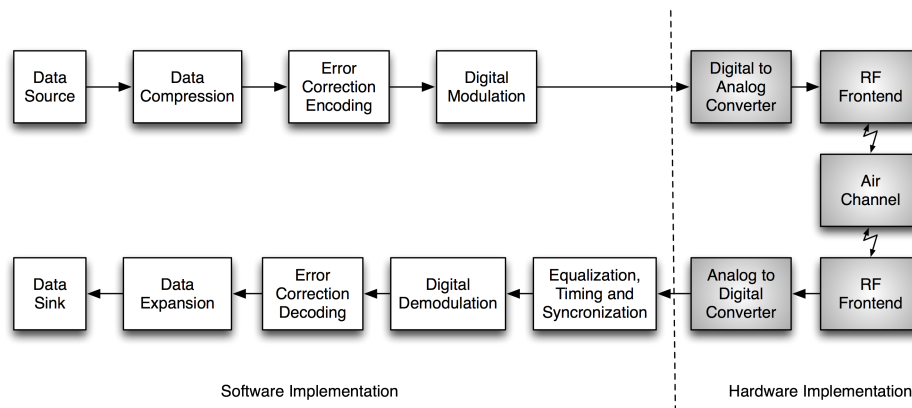 Data
Source
Data
Compression
Error
Correction
Encoding
Digital
Modulation
Digital to
Analog
Converter
RF
Frontend
Air
Channel
Data
Sink
Data
Expansion
Error
Correction
Decoding
Digital
Demodulation
Equalization,
Timing and
Syncronization
Analog to
Digital
Converter
RF
Frontend
Software Implementation
Hardware Implementation